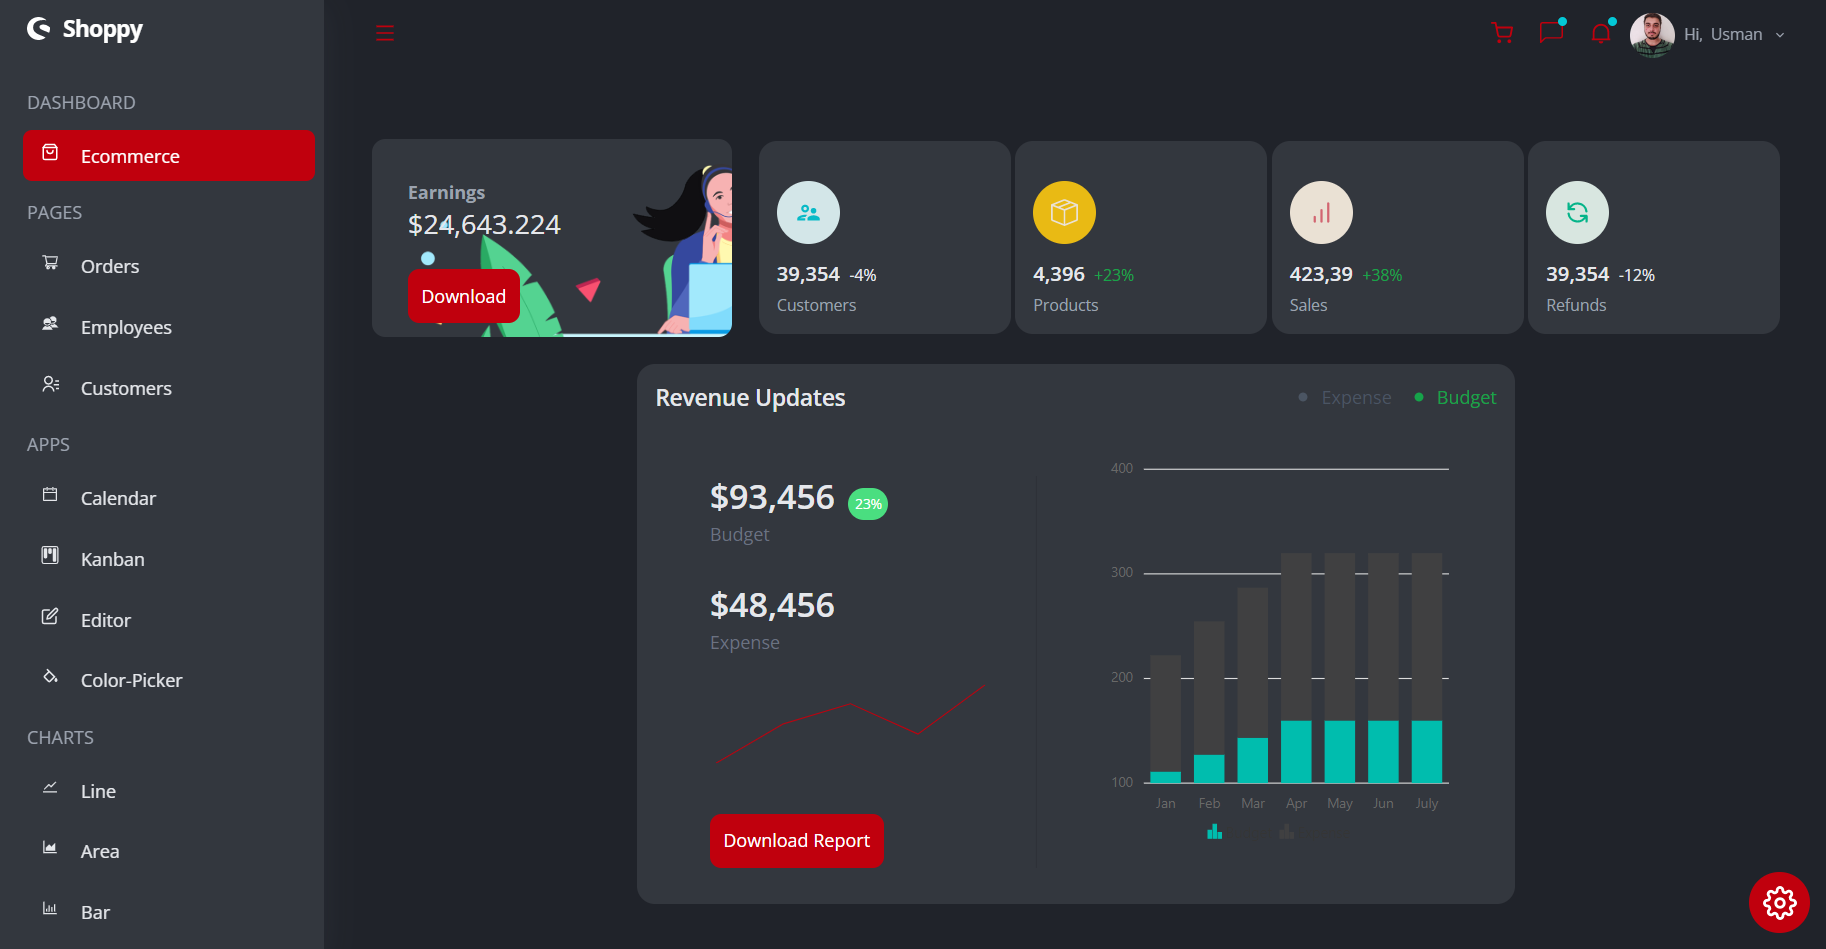 Shoppy
Hi, Usman
DASHBOARD
Ecommerce
PAGES
Orders
Employees
Customers
APPS
Calendar
Kanban
Editor
Color-Picker
CHARTS
Line
Area
Bar
Earnings
$24,643.224
Download
39,354 -4%
Customers
4,396 +23%
Products
423,39 +38%
Sales
39,354 -12%
Refunds
Revenue Updates
Expense
Budget
$93,456 23%
Budget
$48,456
Expense
Download Report
400
300
200
100
Jan Feb Mar Apr May Jun July